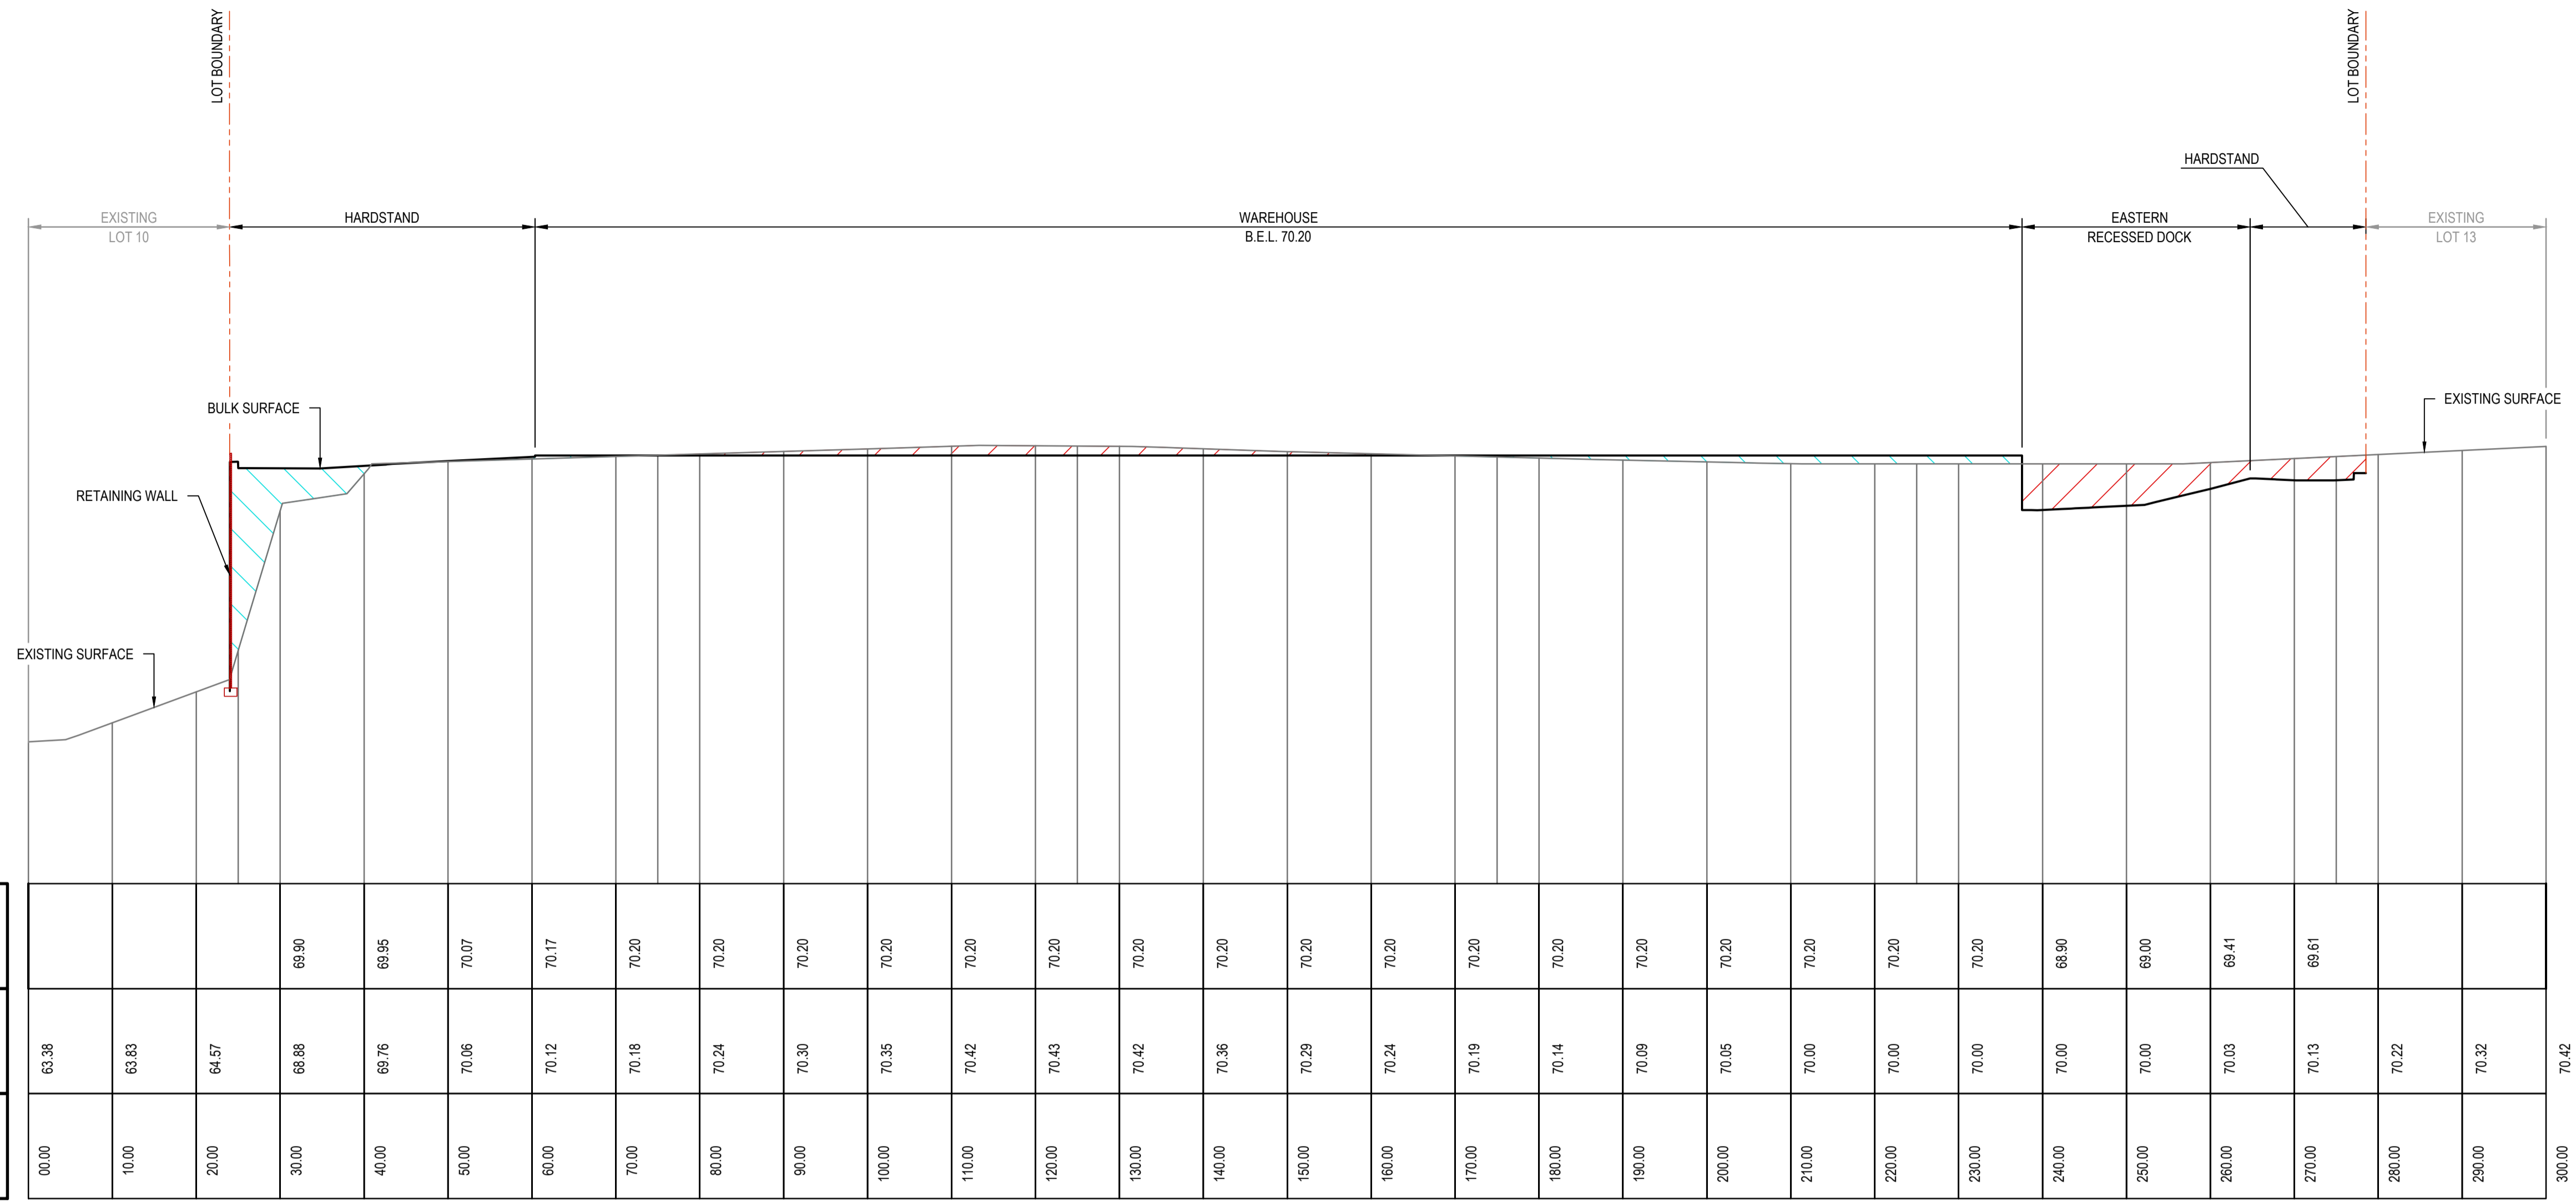 LOT BOUNDARY
LOT BOUNDARY
HARDSTAND
EXISTING
LOT 10
HARDSTAND
WAREHOUSE
B.E.L. 70.20
EASTERN
RECESSED DOCK
EXISTING
LOT 13
BULK SURFACE
EXISTING SURFACE
RETAINING WALL
EXISTING SURFACE
69.90 69.95 70.07 70.17 70.20 70.20 70.20 70.20 70.20 70.20 70.20 70.20 70.20 70.20 70.20 70.20 70.20 70.20 70.20 70.20 70.20 68.90 69.00 69.41 69.61
63.38 63.83 64.57 68.88 69.76 70.06 70.12 70.18 70.24 70.30 70.35 70.42 70.43 70.42 70.36 70.29 70.24 70.19 70.14 70.09 70.05 70.00 70.00 70.00 70.00 70.00 70.03 70.13 70.22 70.32 70.42
00.00 10.00 20.00 30.00 40.00 50.00 60.00 70.00 80.00 90.00 100.00 110.00 120.00 130.00 140.00 150.00 160.00 170.00 180.00 190.00 200.00 210.00 220.00 230.00 240.00 250.00 260.00 270.00 280.00 290.00 300.00